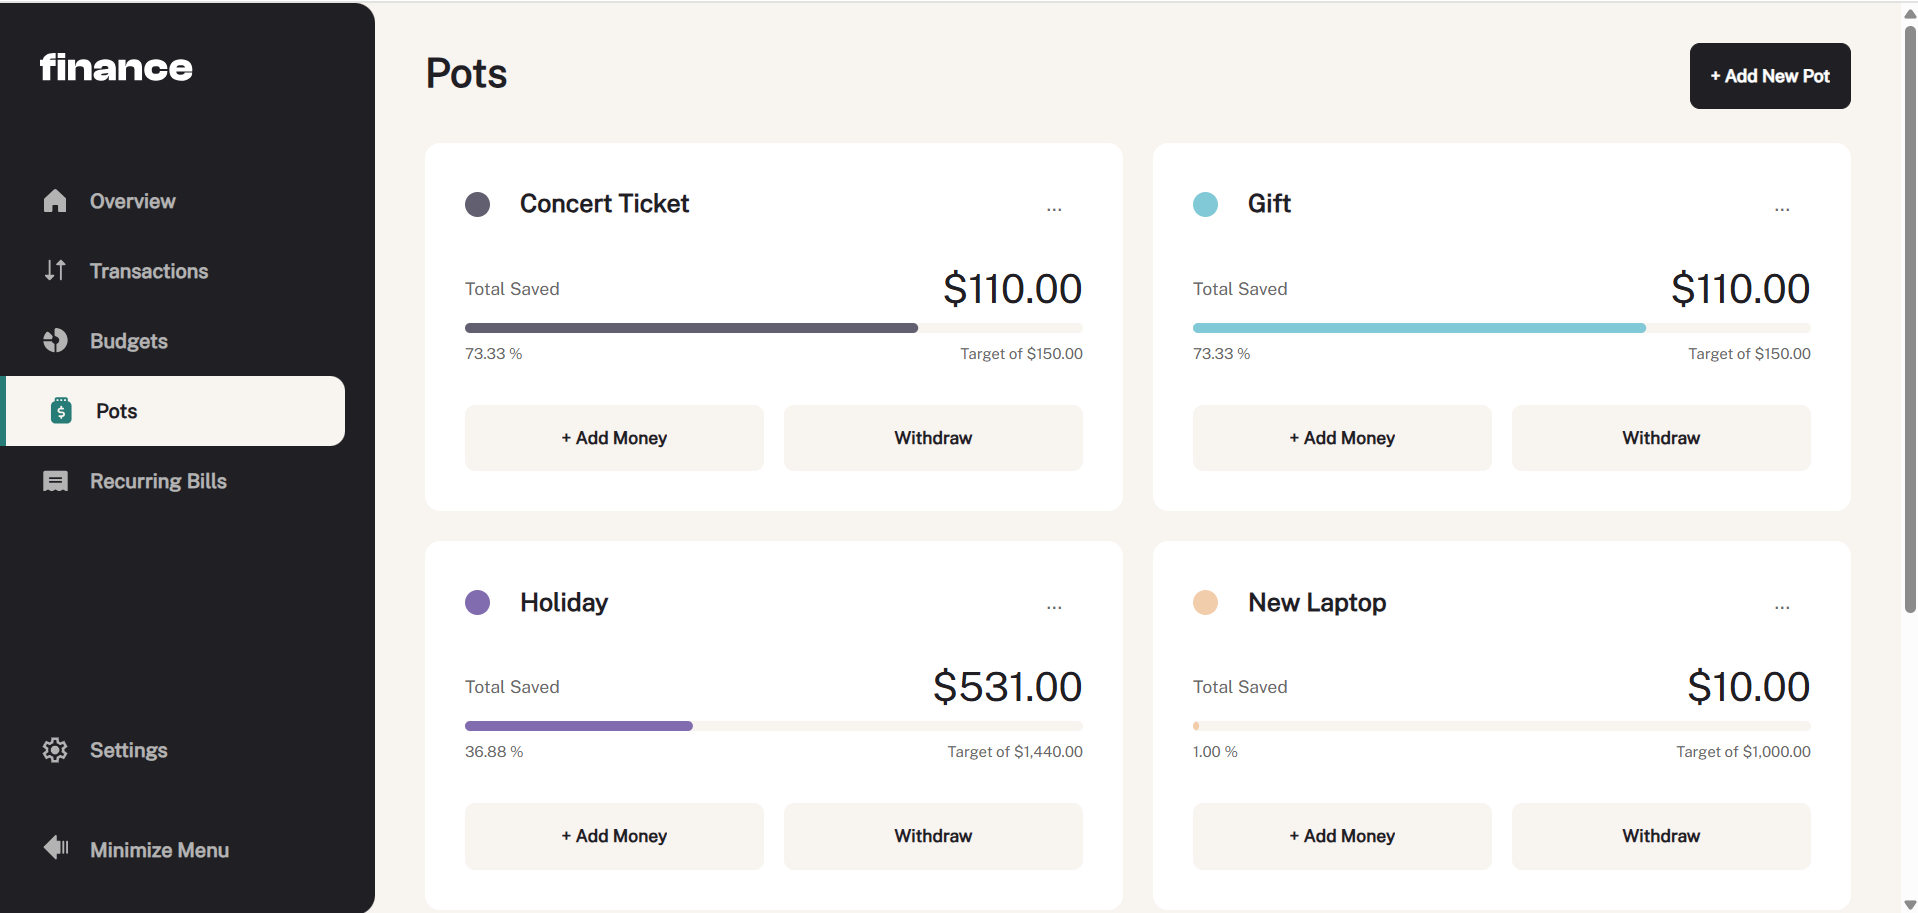 finance
Overview
Transactions
Budgets
Pots
Recurring Bills
Settings
Minimize Menu
Pots
+ Add New Pot
Concert Ticket
...
Total Saved
$110.00
73.33 %
Target of $150.00
+ Add Money
Withdraw
Gift
...
Total Saved
$110.00
73.33 %
Target of $150.00
+ Add Money
Withdraw
Holiday
...
Total Saved
$531.00
36.88 %
Target of $1,440.00
+ Add Money
Withdraw
New Laptop
...
Total Saved
$10.00
1.00 %
Target of $1,000.00
+ Add Money
Withdraw